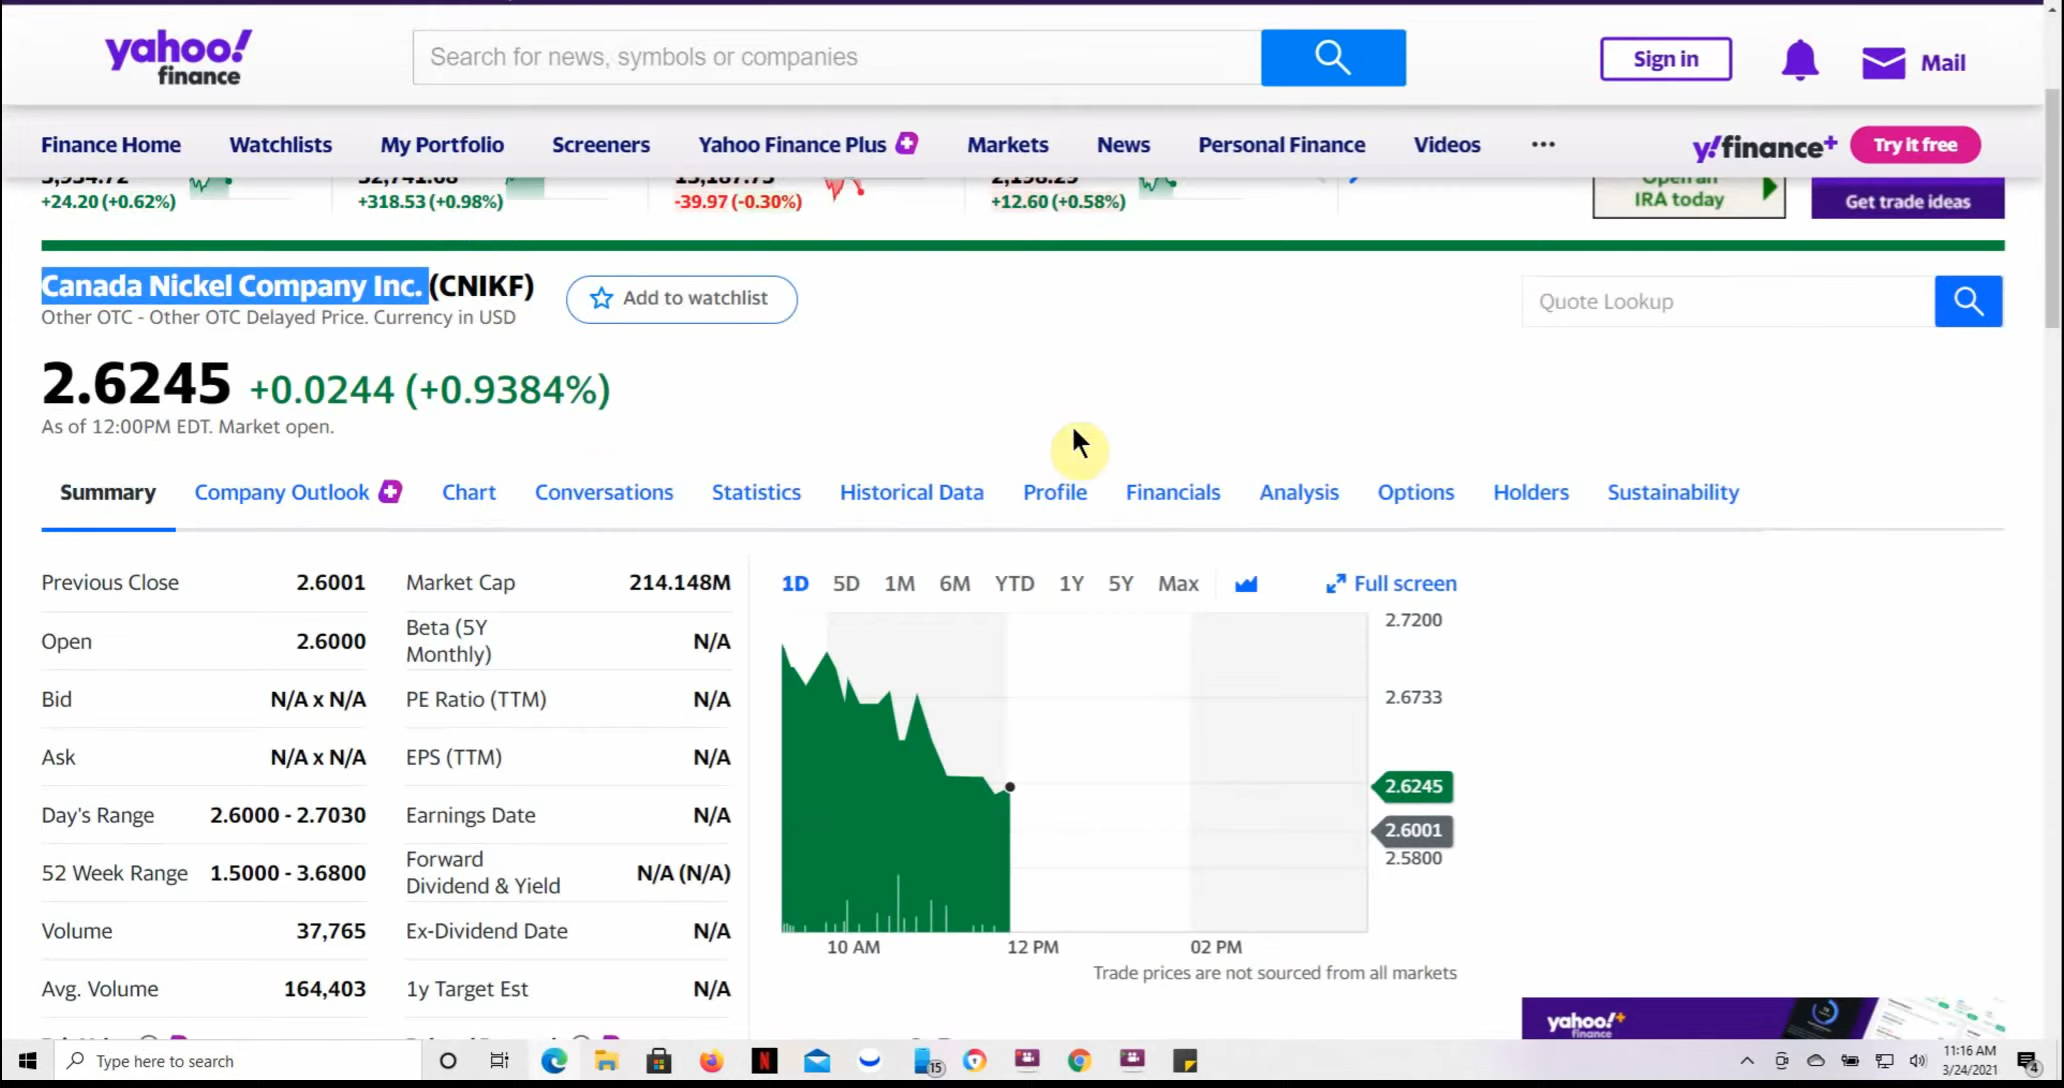 yahoo!
finance
Search for news, symbols or companies
Sign in
Mail
Finance Home Watchlists My Portfolio Screeners Yahoo Finance Plus Markets News Personal Finance Videos ... y!finance+ Try it free
+24.20 (+0.62%) +318.53 (+0.98%) -39.97 (-0.30%) +12.60 (+0.58%)
Open an
IRA today
Get trade ideas
Canada Nickel Company Inc. (CNIKF)
Add to watchlist
Quote Lookup
Other OTC - Other OTC Delayed Price. Currency in USD
2.6245 +0.0244 (+0.9384%)
As of 12:00PM EDT. Market open.
Summary Company Outlook Chart Conversations Statistics Historical Data Profile Financials Analysis Options Holders Sustainability
Previous Close 2.6001
Open 2.6000
Bid N/A x N/A
Ask N/A x N/A
Day's Range 2.6000 - 2.7030
52 Week Range 1.5000 - 3.6800
Volume 37,765
Avg. Volume 164,403
Market Cap 214.148M
Beta (5Y
Monthly) N/A
PE Ratio (TTM) N/A
EPS (TTM) N/A
Earnings Date N/A
Forward
Dividend & Yield N/A (N/A)
Ex-Dividend Date N/A
1y Target Est N/A
1D 5D 1M 6M YTD 1Y 5Y Max Full screen
2.7200
2.6733
2.6245
2.6001
2.5800
10 AM 12 PM 02 PM
Trade prices are not sourced from all markets
yahoo!+
finance
Type here to search
15
11:16 AM
3/24/2021
4